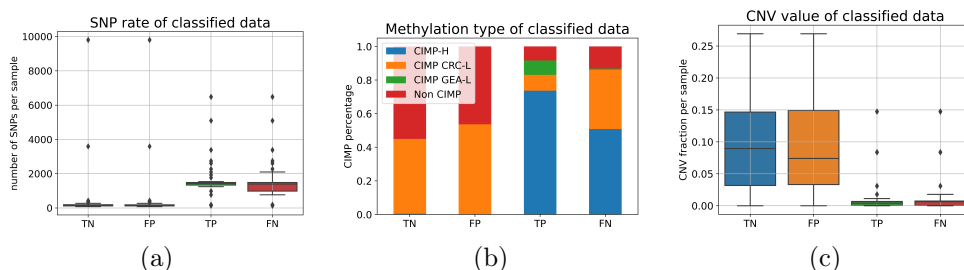 SNP rate of classified data
number of SNPs per sample
10000
8000
6000
4000
2000
0
TN FP TP FN
(a)
Methylation type of classified data
CIMP percentage
1.0
0.8
0.6
0.4
0.2
0.0
CIMP-H
CIMP CRC-L
CIMP GEA-L
Non CIMP
TN FP TP FN
(b)
CNV value of classified data
CNV fraction per sample
0.25
0.20
0.15
0.10
0.05
0.00
TN FP TP FN
(c)